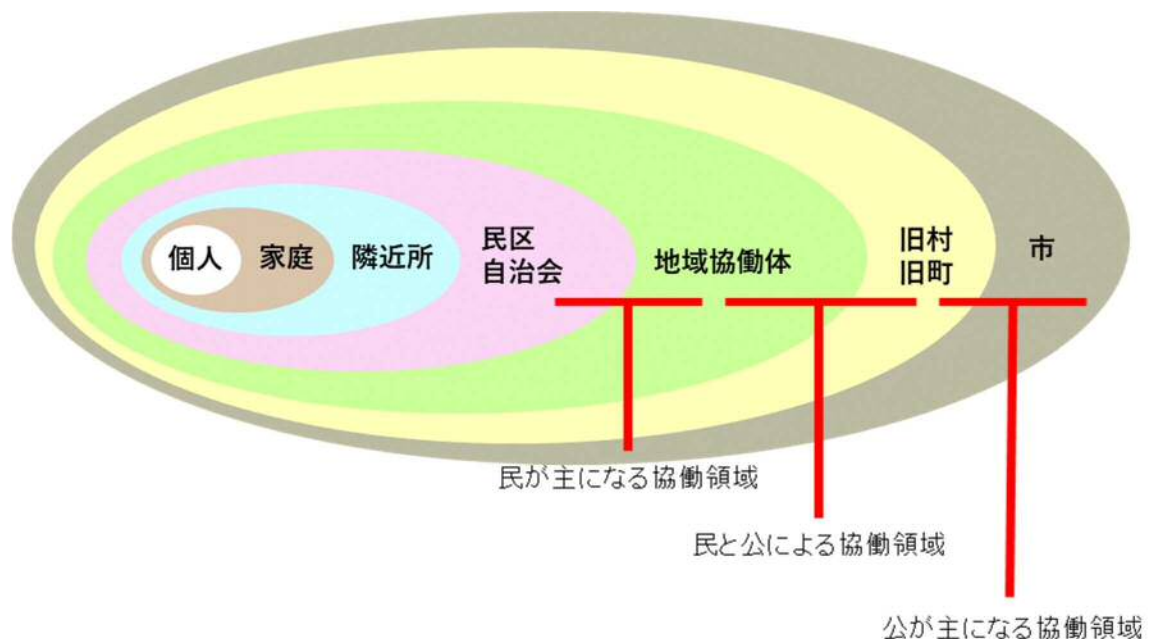 個人
家庭
隣近所
民区
自治会
地域協働体
旧村
旧町
市
民が主になる協働領域
民と公による協働領域
公が主になる協働領域